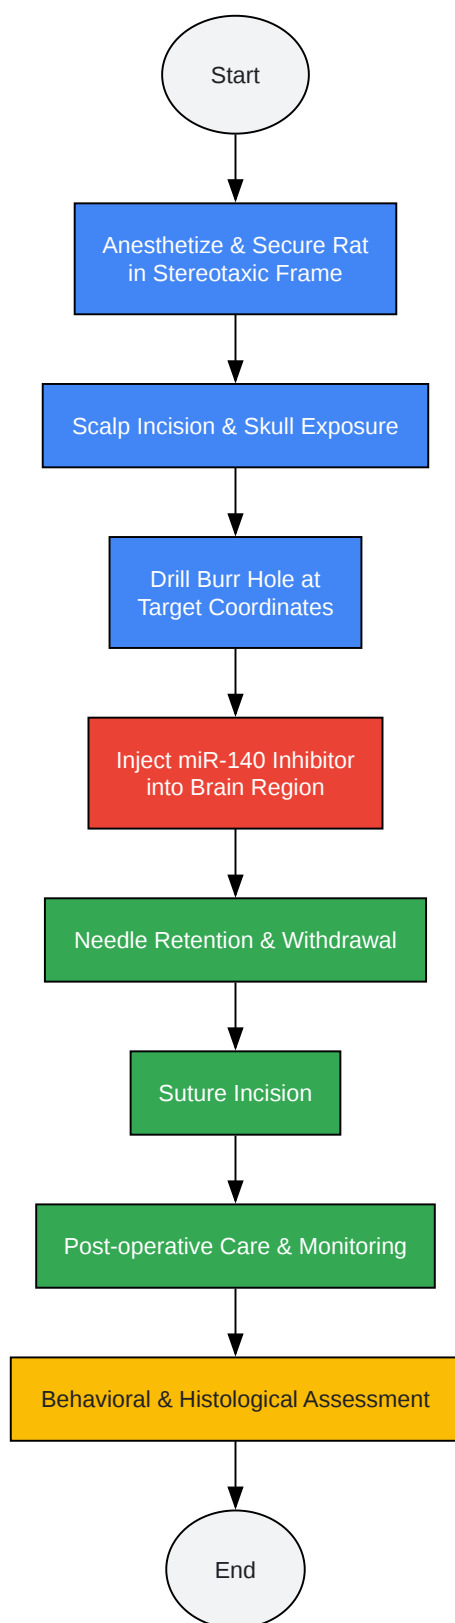 Start
Anesthetize & Secure Rat
in Stereotaxic Frame
Scalp Incision & Skull Exposure
Drill Burr Hole at
Target Coordinates
Inject miR-140 Inhibitor
into Brain Region
Needle Retention & Withdrawal
Suture Incision
Post-operative Care & Monitoring
Behavioral & Histological Assessment
End